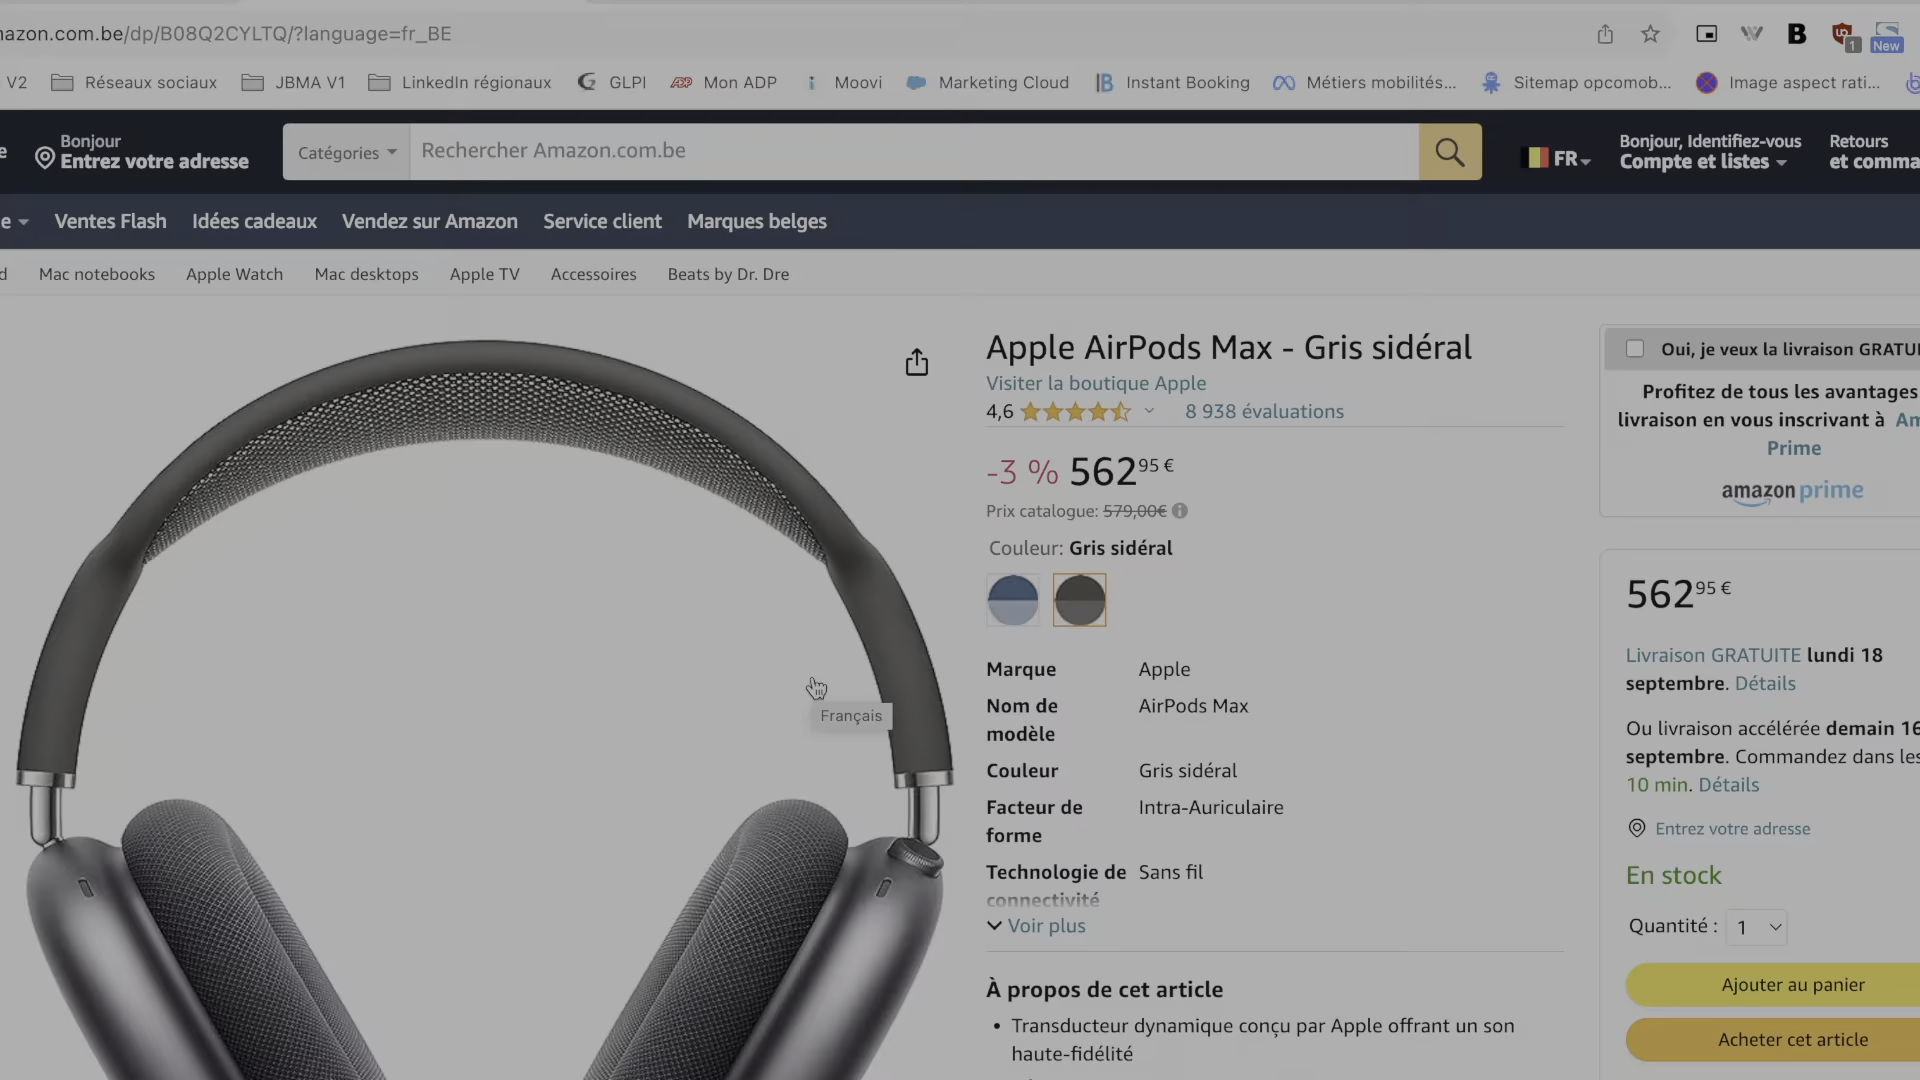 azon.com.be/dp/B08Q2CYLTQ/?language=fr_BE
1
New
V2
Réseaux sociaux
JBMA V1
LinkedIn régionaux
GLPI
Mon ADP
Moovi
Marketing Cloud
Instant Booking
Métiers mobilités...
Sitemap opcomob...
Image aspect rati...
Bonjour
Entrez votre adresse
Catégories
Rechercher Amazon.com.be
FR
Bonjour, Identifiez-vous
Compte et listes
Retours
et comma
Ventes Flash
Idées cadeaux
Vendez sur Amazon
Service client
Marques belges
Mac notebooks
Apple Watch
Mac desktops
Apple TV
Accessoires
Beats by Dr. Dre
Français
Apple AirPods Max - Gris sidéral
Visiter la boutique Apple
4,6
8 938 évaluations
-3 % 562 95 €
Prix catalogue: 579,00€
Couleur: Gris sidéral
Marque Apple
Nom de AirPods Max
modèle
Couleur Gris sidéral
Facteur de Intra-Auriculaire
forme
Technologie de Sans fil
connectivité
Voir plus
À propos de cet article
• Transducteur dynamique conçu par Apple offrant un son
haute-fidélité
Oui, je veux la livraison GRATUI
Profitez de tous les avantages
livraison en vous inscrivant à Am
Prime
amazon prime
562 95 €
Livraison GRATUITE lundi 18
septembre. Détails
Ou livraison accélérée demain 16
septembre. Commandez dans les
10 min. Détails
Entrez votre adresse
En stock
Quantité : 1
Ajouter au panier
Acheter cet article